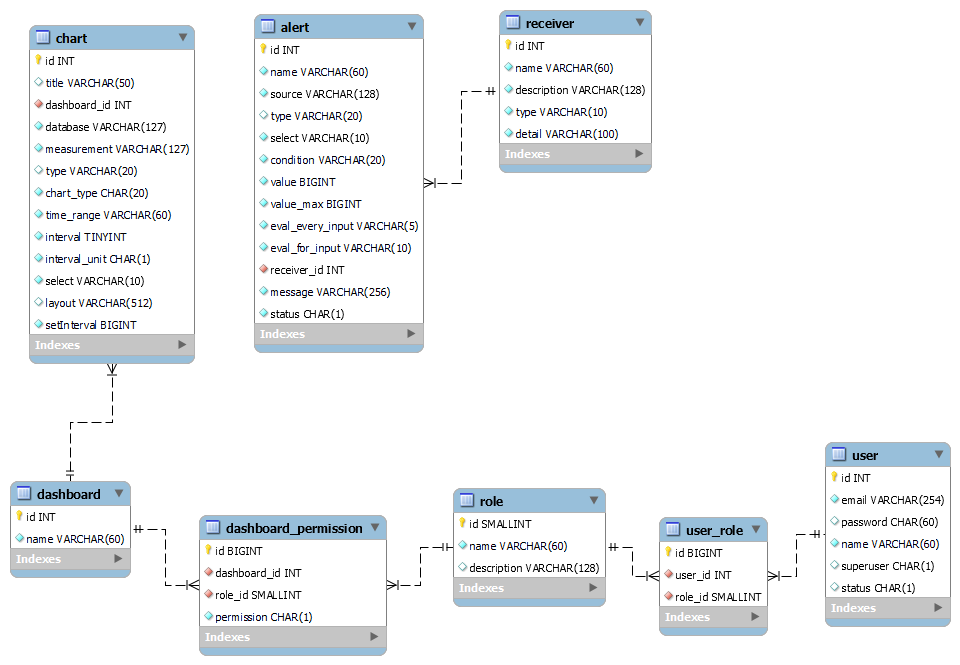 chart
id INT
title VARCHAR(50)
dashboard_id INT
database VARCHAR(127)
measurement VARCHAR(127)
type VARCHAR(20)
chart_type CHAR(20)
time_range VARCHAR(60)
interval TINYINT
interval_unit CHAR(1)
select VARCHAR(10)
layout VARCHAR(512)
setInterval BIGINT
Indexes
alert
id INT
name VARCHAR(60)
source VARCHAR(128)
type VARCHAR(20)
select VARCHAR(10)
condition VARCHAR(20)
value BIGINT
value_max BIGINT
eval_every_input VARCHAR(5)
eval_for_input VARCHAR(10)
receiver_id INT
message VARCHAR(256)
status CHAR(1)
Indexes
receiver
id INT
name VARCHAR(60)
description VARCHAR(128)
type VARCHAR(10)
detail VARCHAR(100)
Indexes
dashboard
id INT
name VARCHAR(60)
Indexes
dashboard_permission
id BIGINT
dashboard_id INT
role_id SMALLINT
permission CHAR(1)
Indexes
role
id SMALLINT
name VARCHAR(60)
description VARCHAR(128)
Indexes
user_role
id BIGINT
user_id INT
role_id SMALLINT
Indexes
user
id INT
email VARCHAR(254)
password CHAR(60)
name VARCHAR(60)
superuser CHAR(1)
status CHAR(1)
Indexes